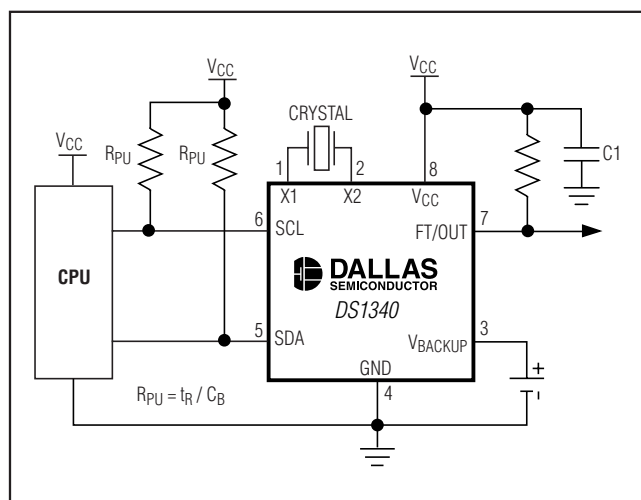 VCC
VCC
CRYSTAL
VCC
RPU
RPU
C1
1
2
8
X1
X2
VCC
6
SCL
7
FT/OUT
CPU
DALLAS
SEMICONDUCTOR
DS1340
5
SDA
3
VBACKUP
+
-
GND
4
RPU = tR / CB